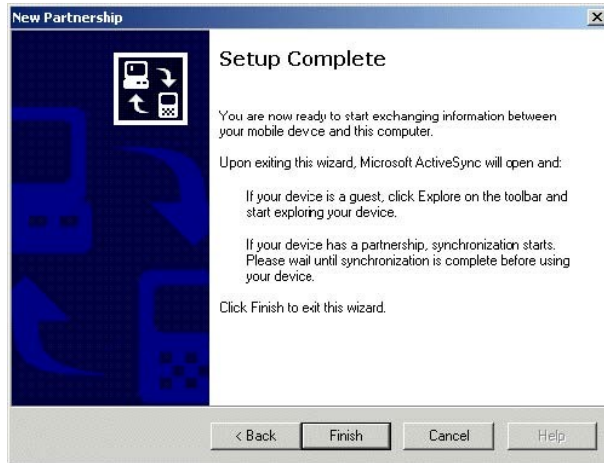 New Partnership
Setup Complete
You are now ready to start exchanging information between
your mobile device and this computer.
Upon exiting this wizard, Microsoft ActiveSync will open and:
If your device is a guest, click Explore on the toolbar and
start exploring your device.
If your device has a partnership, synchronization starts.
Please wait until synchronization is complete before using
your device.
Click Finish to exit this wizard.
< Back Finish Cancel Help